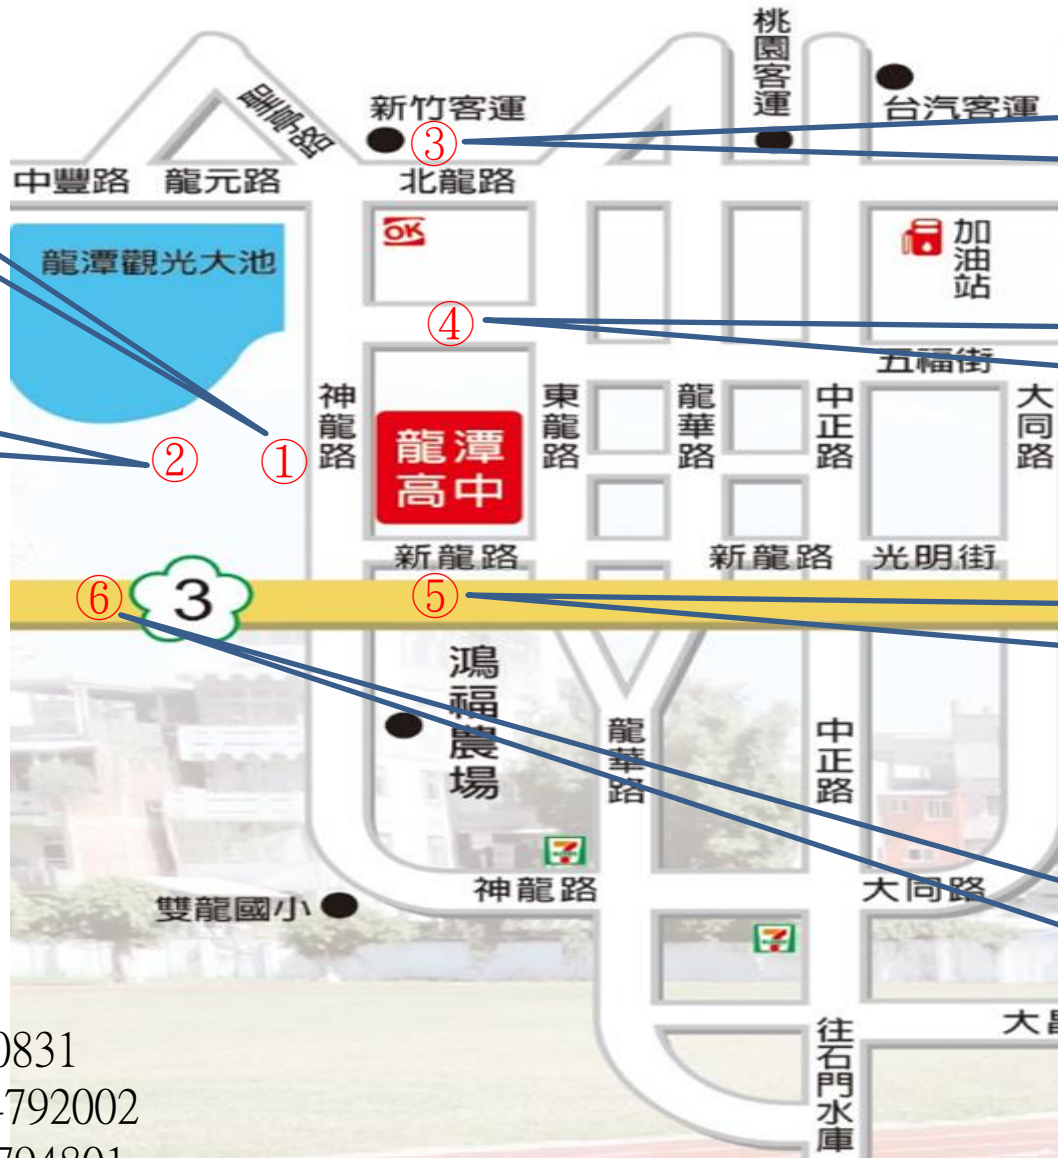 桃園客運
新竹客運
台汽客運
聖亭路
③
中豐路
龍元路
北龍路
OK
加油站
龍潭觀光大池
④
五福街
神龍路
東龍路
龍華路
中正路
大同路
龍潭
高中
②
①
新龍路
新龍路
光明街
⑥
3
⑤
鴻福農場
龍華路
中正路
7
神龍路
大同路
雙龍國小
7
往石門水庫
0831
792002